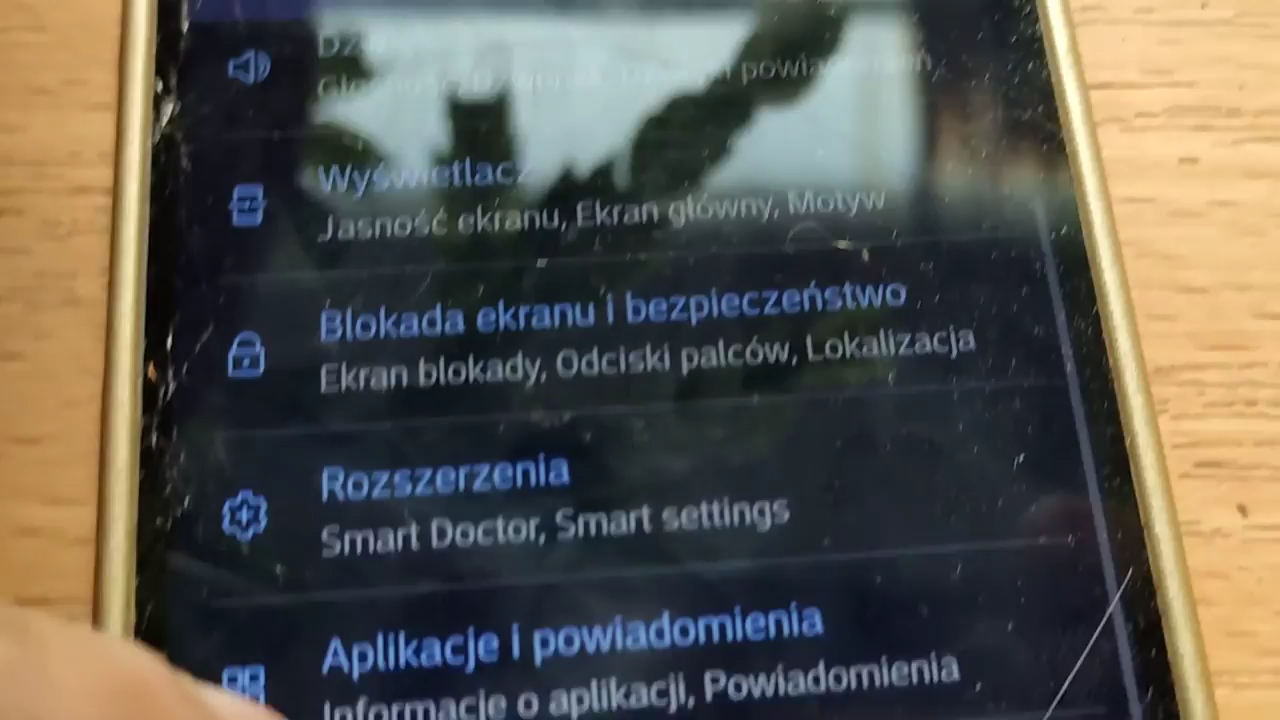 powia
Wyświetlacz
Jasność ekranu, Ekran główny, Motyw
Blokada ekranu i bezpieczeństwo
Ekran blokady, Odciski palców, Lokalizacja
Rozszerzenia
Smart Doctor, Smart settings
Aplikacje i powiadomienia
Informacje o aplikacji, Powiadomienia